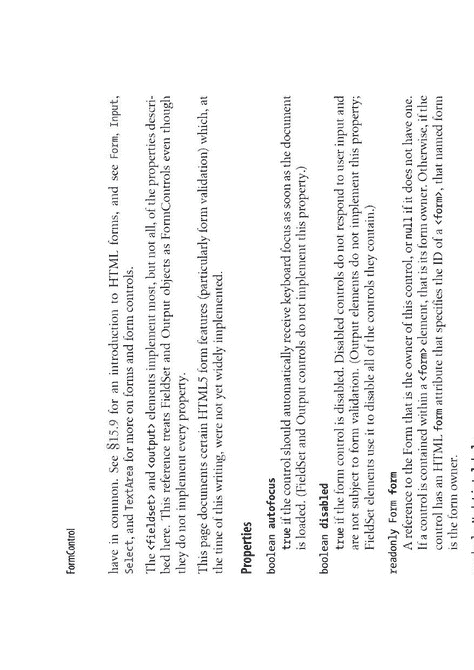 FormControl
have in common. See §15.9 for an introduction to HTML forms, and see Form, Input,
Select, and TextArea for more on forms and form controls.
The <fieldset> and <output> elements implement most, but not all, of the properties descri-
bed here. This reference treats FieldSet and Output objects as FormControls even though
they do not implement every property.
This page documents certain HTML5 form features (particularly form validation) which, at
the time of this writing, were not yet widely implemented.
Properties
boolean autofocus
true if the control should automatically receive keyboard focus as soon as the document
is loaded. (FieldSet and Output controls do not implement this property.)
boolean disabled
true if the form control is disabled. Disabled controls do not respond to user input and
are not subject to form validation. (Output elements do not implement this property;
FieldSet elements use it to disable all of the controls they contain.)
readonly Form form
A reference to the Form that is the owner of this control, or null if it does not have one.
If a control is contained within a <form> element, that is its form owner. Otherwise, if the
control has an HTML form attribute that specifies the ID of a <form>, that named form
is the form owner.